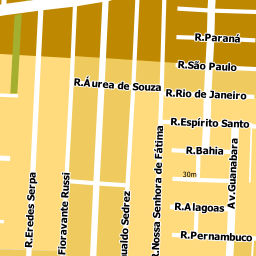 R.Paraná
R.São Paulo
R.Áurea de Souza
R.Rio de Janeiro
R.Espírito Santo
R.Bahia
Av.Guanabara
30m
R.Alagoas
R.Pernambuco
R.Eredes Serpa
Fioravante Russi
ualdo Sedrez
R.Nossa Senhora de Fátima